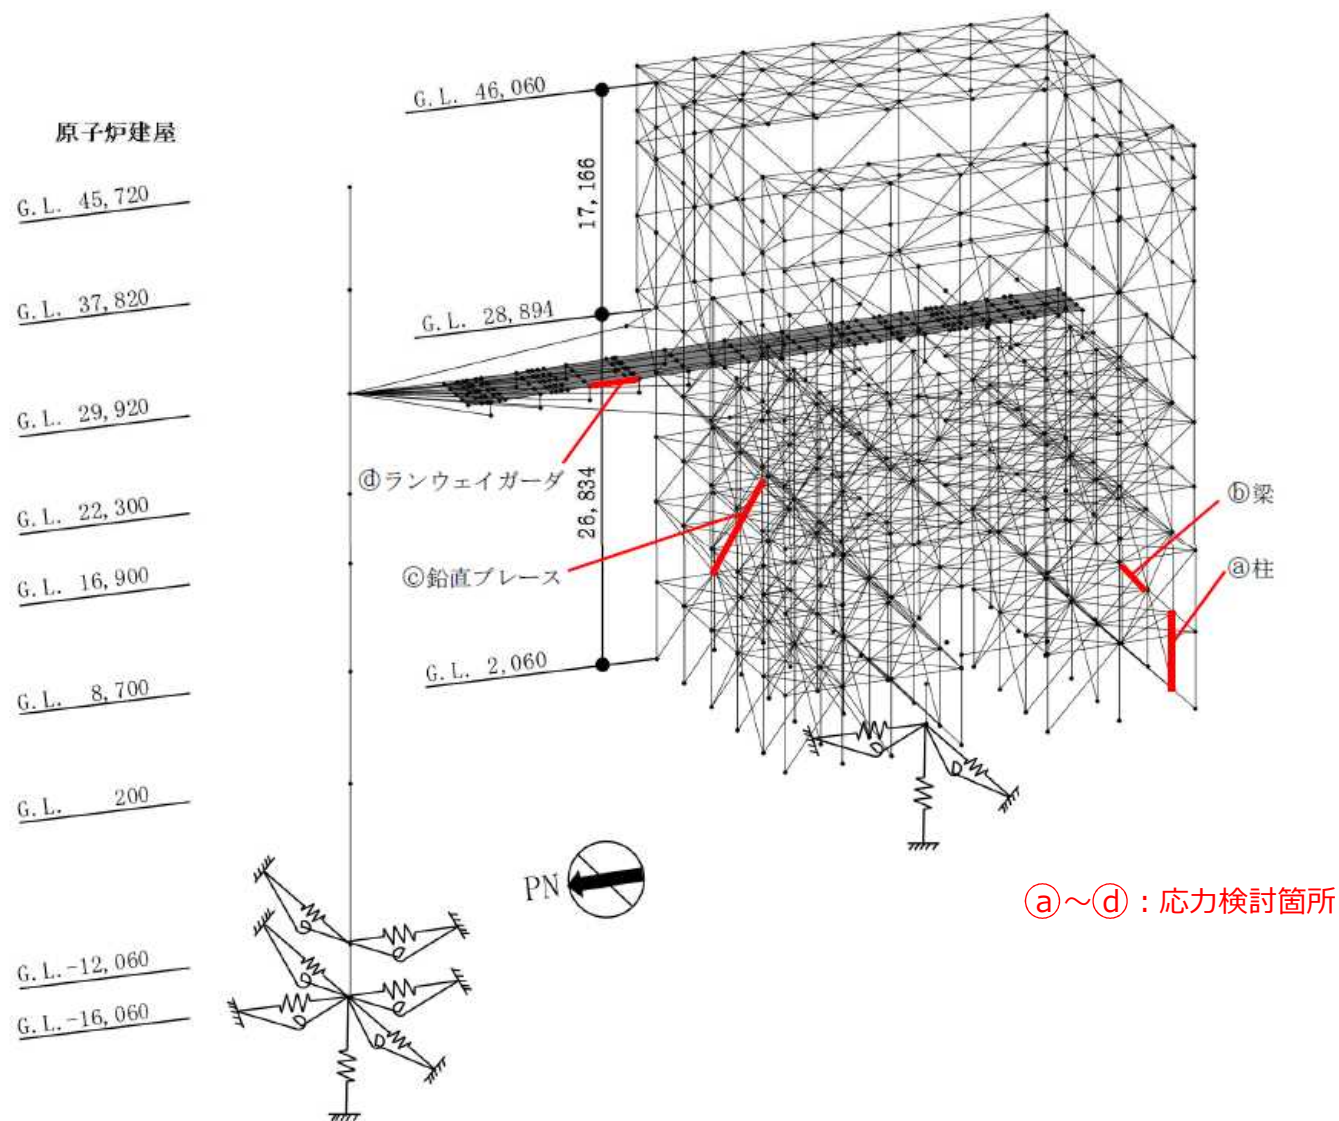 原子炉建屋
G.L. 45,720
G.L. 37,820
G.L. 29,920
G.L. 22,300
G.L. 16,900
G.L. 8,700
G.L. 200
G.L.-12,060
G.L.-16,060
G.L. 46,060
17,166
G.L. 28,894
26,834
G.L. 2,060
ⓓランウェイガーダ
ⓒ鉛直ブレース
ⓑ梁
ⓐ柱
PN
ⓐ～ⓓ：応力検討箇所